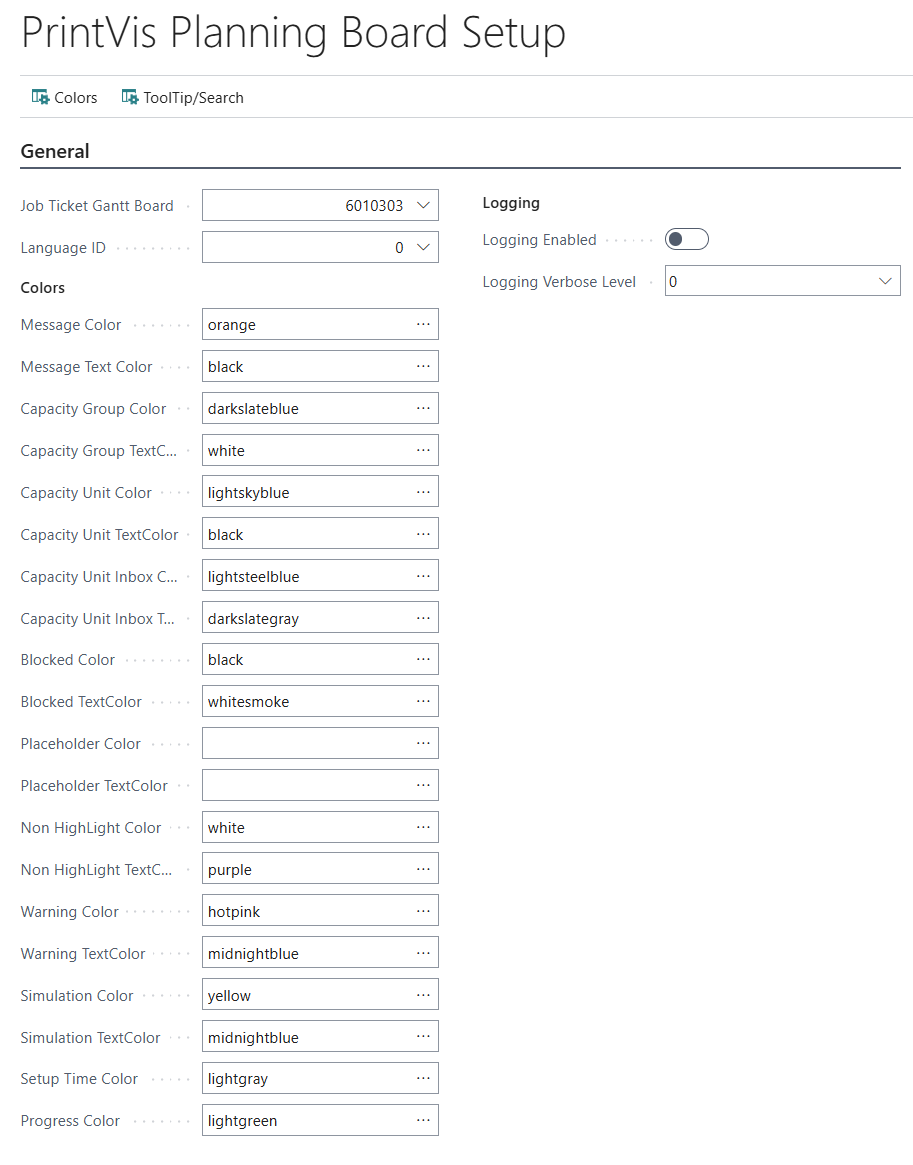 PrintVis Planning Board Setup
Colors ToolTip/Search
General
Job Ticket Gantt Board 6010303
Language ID 0
Colors
Message Color orange
Message Text Color black
Capacity Group Color darkslateblue
Capacity Group TextC... white
Capacity Unit Color lightskyblue
Capacity Unit TextColor black
Capacity Unit Inbox C... lightsteelblue
Capacity Unit Inbox T... darkslategray
Blocked Color black
Blocked TextColor whitesmoke
Placeholder Color
Placeholder TextColor
Non HighLight Color white
Non HighLight TextC... purple
Warning Color hotpink
Warning TextColor midnightblue
Simulation Color yellow
Simulation TextColor midnightblue
Setup Time Color lightgray
Progress Color lightgreen
Logging
Logging Enabled
Logging Verbose Level 0